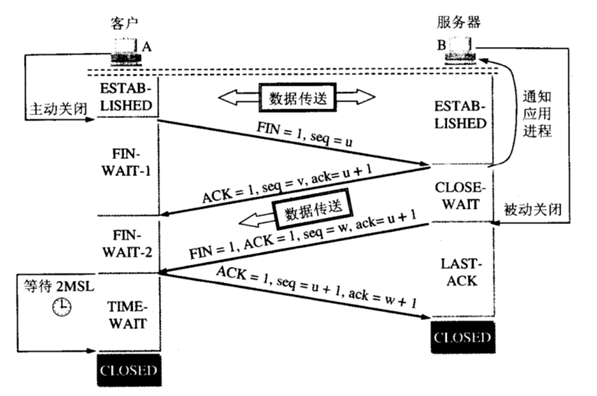 客户
服务器
A
B
ESTAB-
LISHED
数据传送
ESTAB-
LISHED
通知
应用
进程
主动关闭
FIN = 1, seq = u
FIN-
WAIT-1
ACK = 1, seq = v, ack= u + 1
CLOSE-
WAIT
数据传送
被动关闭
FIN = 1, ACK = 1, seq = w, ack= u + 1
FIN-
WAIT-2
ACK = 1, seq = u + 1, ack = w + 1
LAST-
ACK
等待 2MSL
TIME-
WAIT
CLOSED
CLOSED